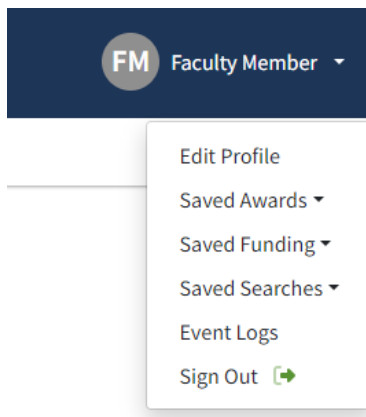 FM Faculty Member
Edit Profile
Saved Awards
Saved Funding
Saved Searches
Event Logs
Sign Out